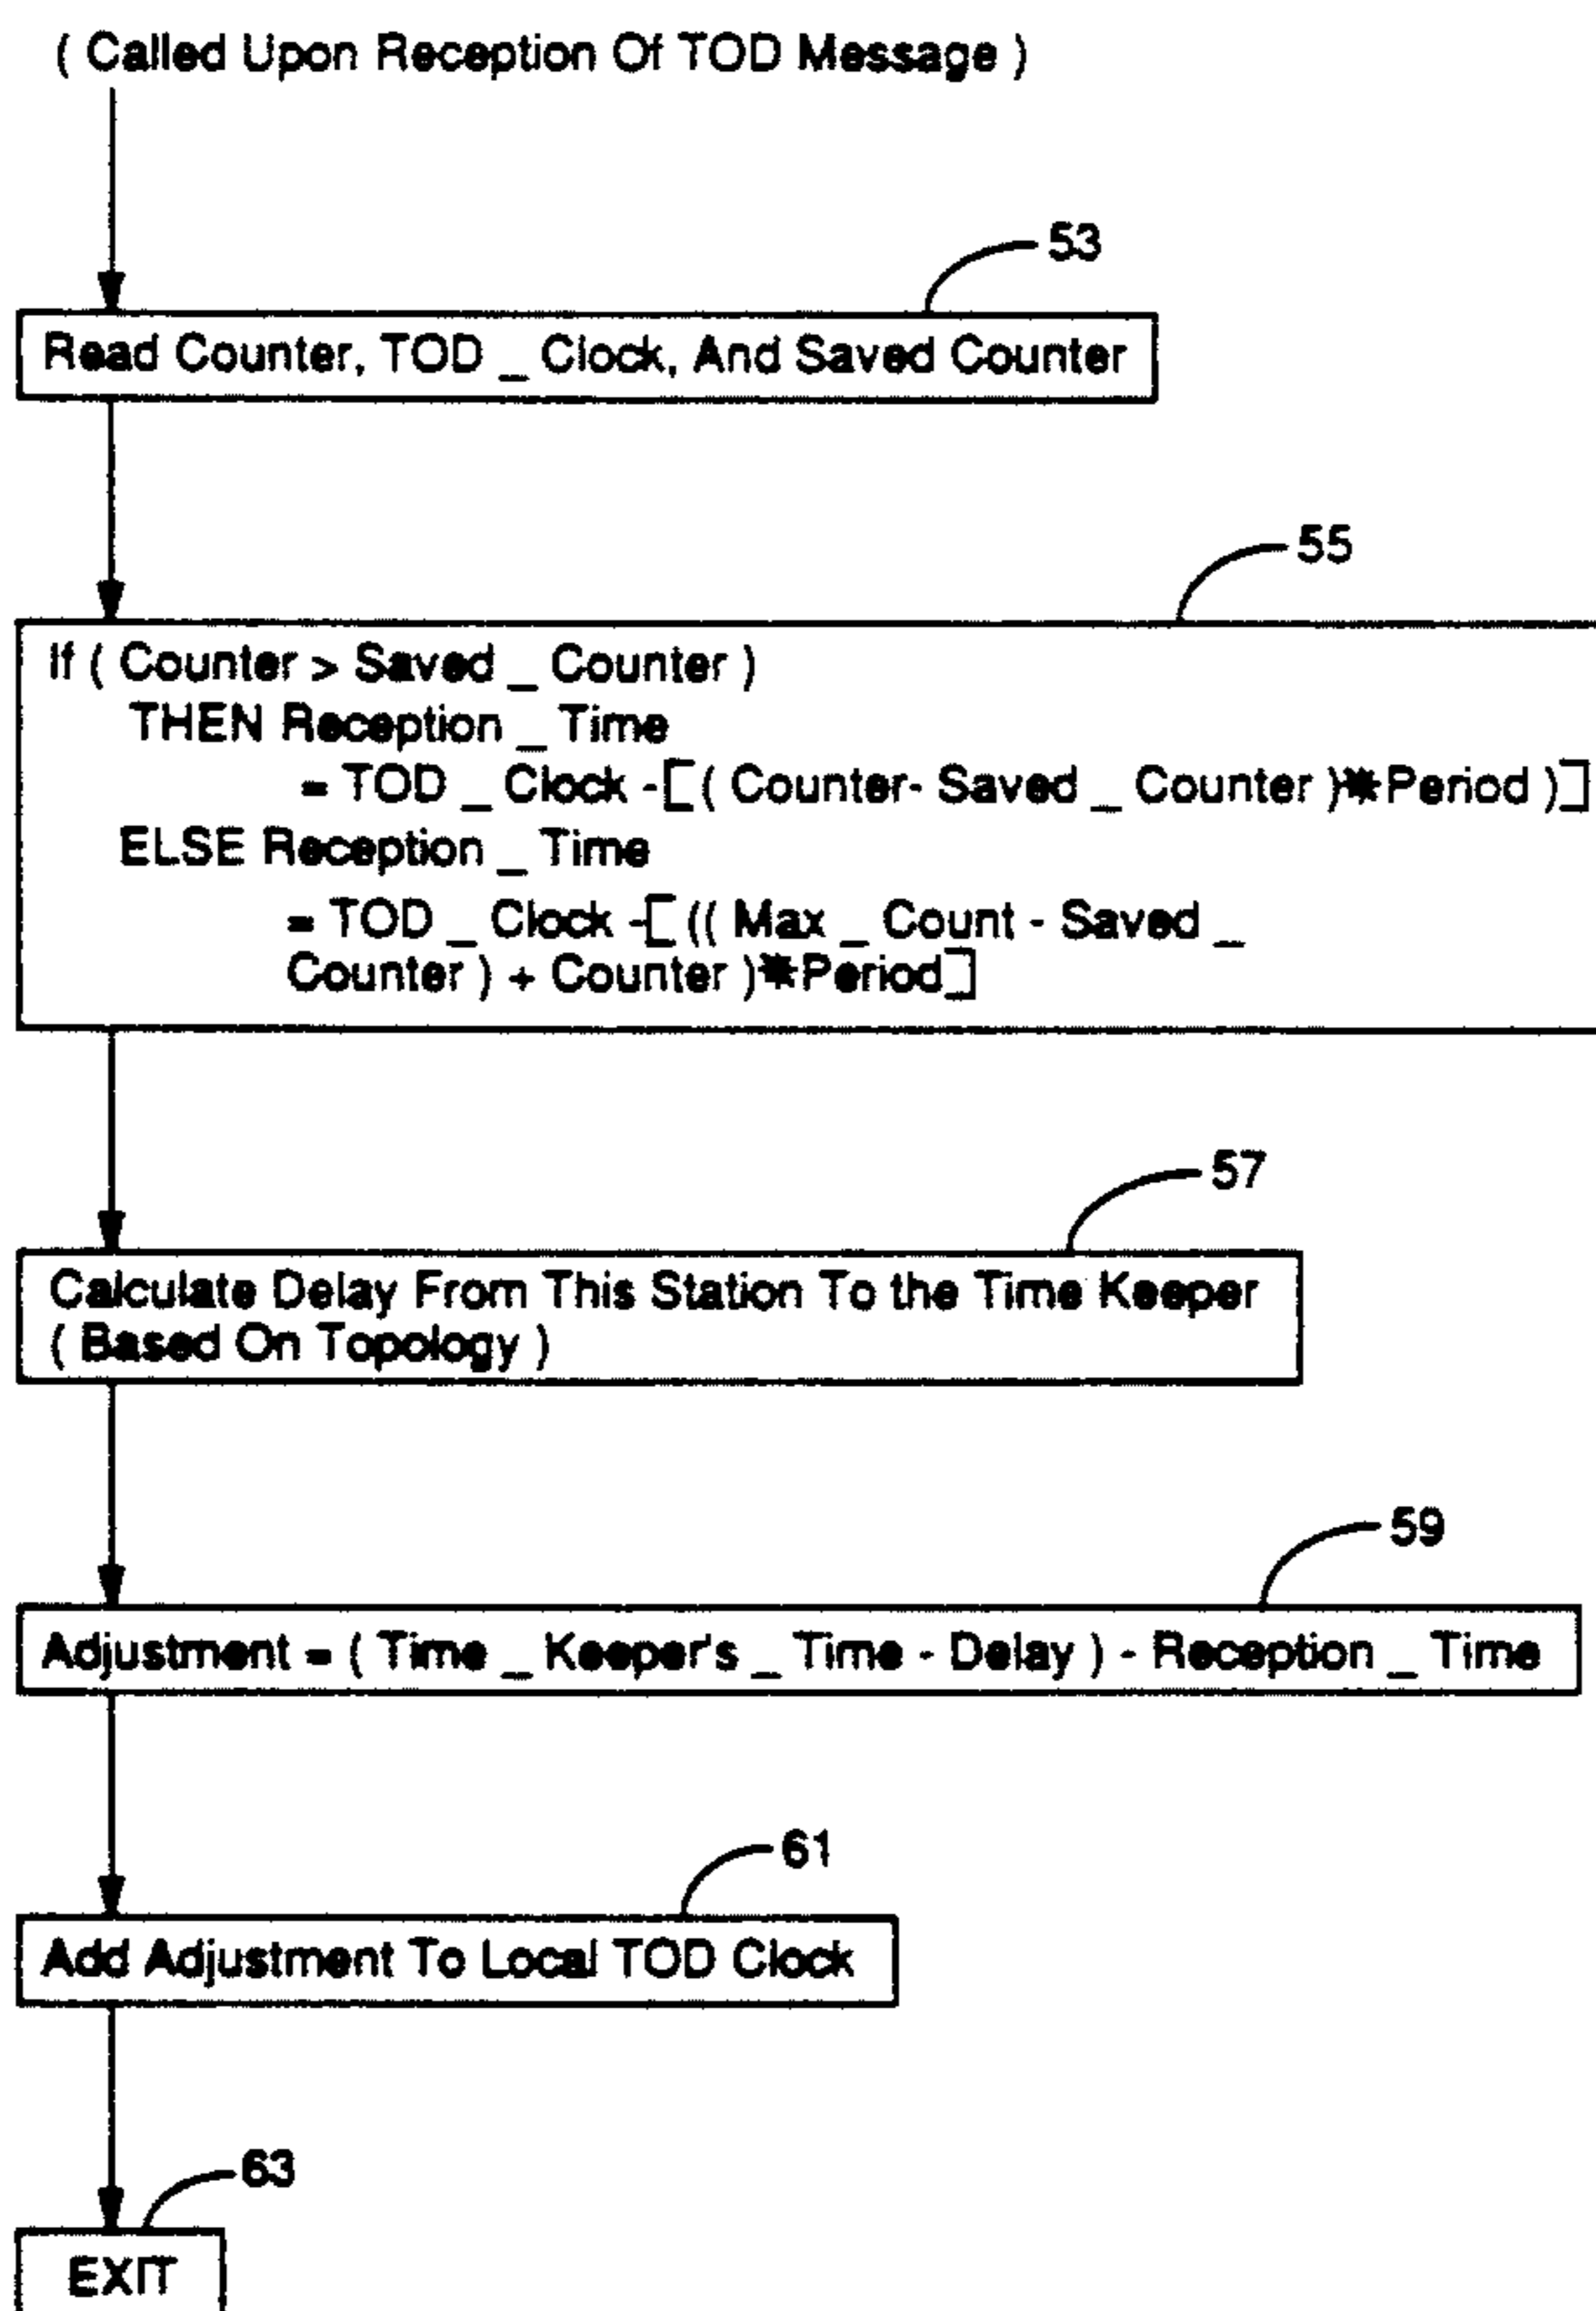 ( Called Upon Reception Of TOD Message )
53
Read Counter, TOD _ Clock, And Saved Counter
55
If ( Counter > Saved _ Counter )
THEN Reception _ Time
= TOD _ Clock -[( Counter- Saved _ Counter )*Period )]
ELSE Reception _ Time
= TOD _ Clock -[(( Max _ Count - Saved _
Counter ) + Counter )*Period]
57
Calculate Delay From This Station To the Time Keeper
( Based On Topology )
59
Adjustment = ( Time _ Keeper's _ Time - Delay ) - Reception _ Time
61
Add Adjustment To Local TOD Clock
63
EXIT